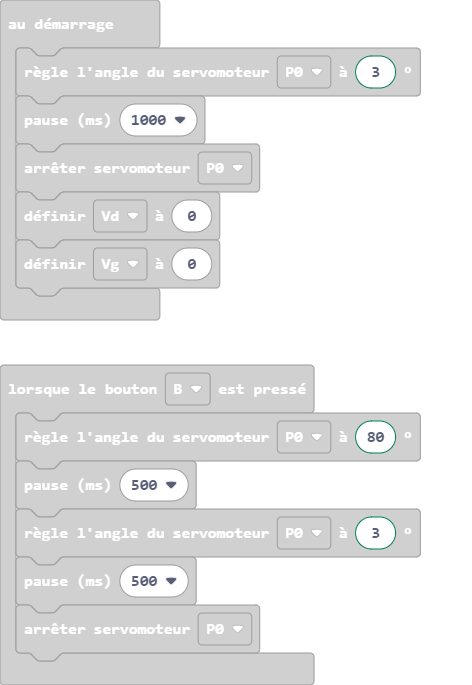 au démarrage
règle l'angle du servomoteur P0 à 3 °
pause (ms) 1000
arrêter servomoteur P0
définir Vd à 0
définir Vg à 0
lorsque le bouton B est pressé
règle l'angle du servomoteur P0 à 80 °
pause (ms) 500
règle l'angle du servomoteur P0 à 3 °
pause (ms) 500
arrêter servomoteur P0